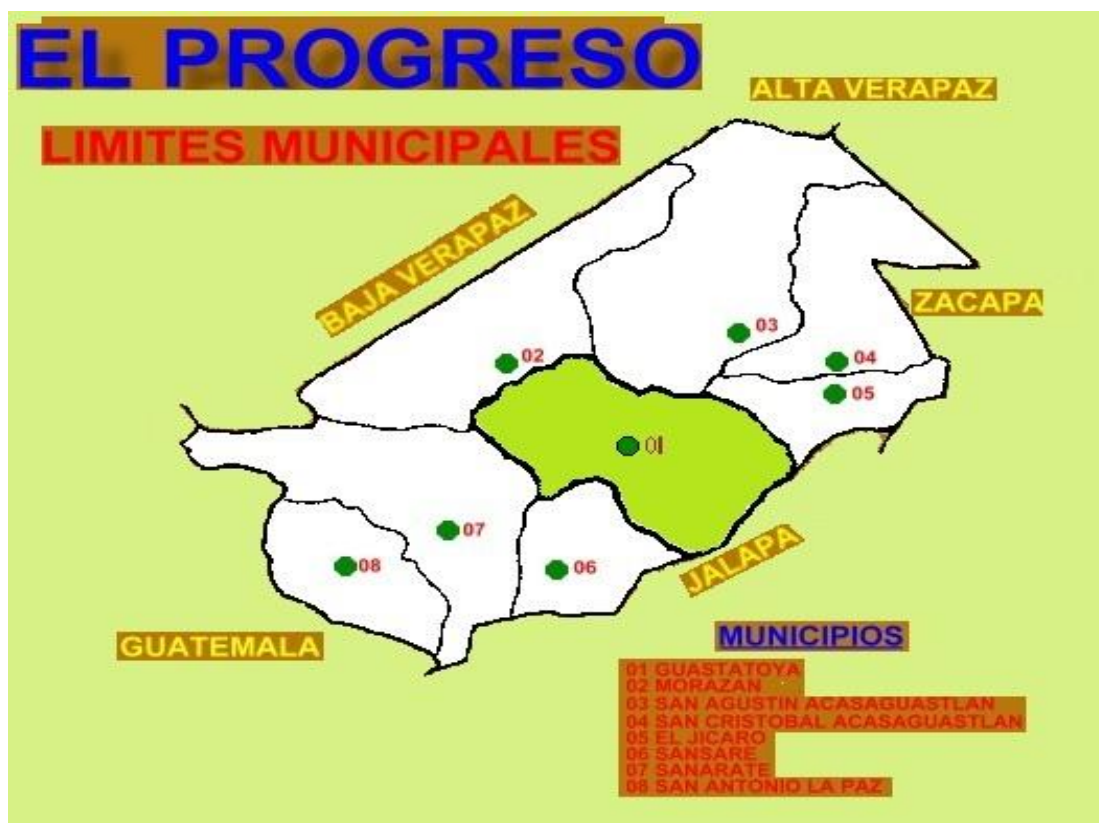 EL PROGRESO
ALTA VERAPAZ
LIMITES MUNICIPALES
BAJA VERAPAZ
ZACAPA
03
02
04
05
01
07
06
08
JALAPA
GUATEMALA
MUNICIPIOS
01 GUASTATOYA
02 MORAZAN
03 SAN AGUSTIN ACASAGUASTLAN
04 SAN CRISTOBAL ACASAGUASTLAN
05 EL JICARO
06 SANSARE
07 SANARATE
08 SAN ANTONIO LA PAZ